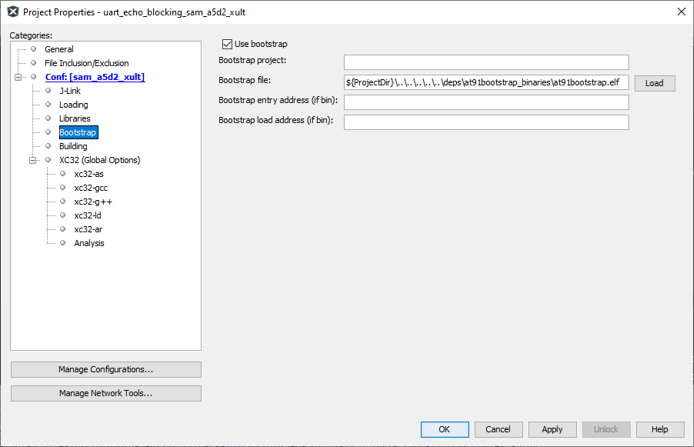 Project Properties - uart_echo_blocking_sam_a5d2_xult
Categories:
General
File Inclusion/Exclusion
Conf: [sam_a5d2_xult]
J-Link
Loading
Libraries
Bootstrap
Building
XC32 (Global Options)
xc32-as
xc32-gcc
xc32-g++
xc32-ld
xc32-ar
Analysis
Manage Configurations...
Manage Network Tools...
Use bootstrap
Bootstrap project:
Bootstrap file: ${ProjectDir}\..\..\..\..\..\deps\at91bootstrap_binaries\at91bootstrap.elf Load
Bootstrap entry address (if bin):
Bootstrap load address (if bin):
OK Cancel Apply Unlock Help